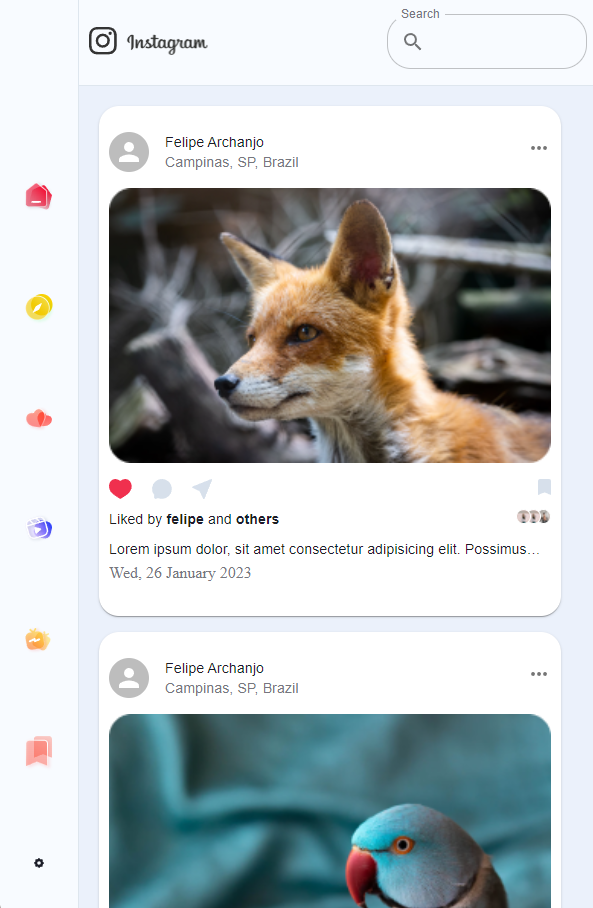 Search
Instagram
Felipe Archanjo
Campinas, SP, Brazil
Liked by felipe and others
Lorem ipsum dolor, sit amet consectetur adipisicing elit. Possimus...
Wed, 26 January 2023
Felipe Archanjo
Campinas, SP, Brazil